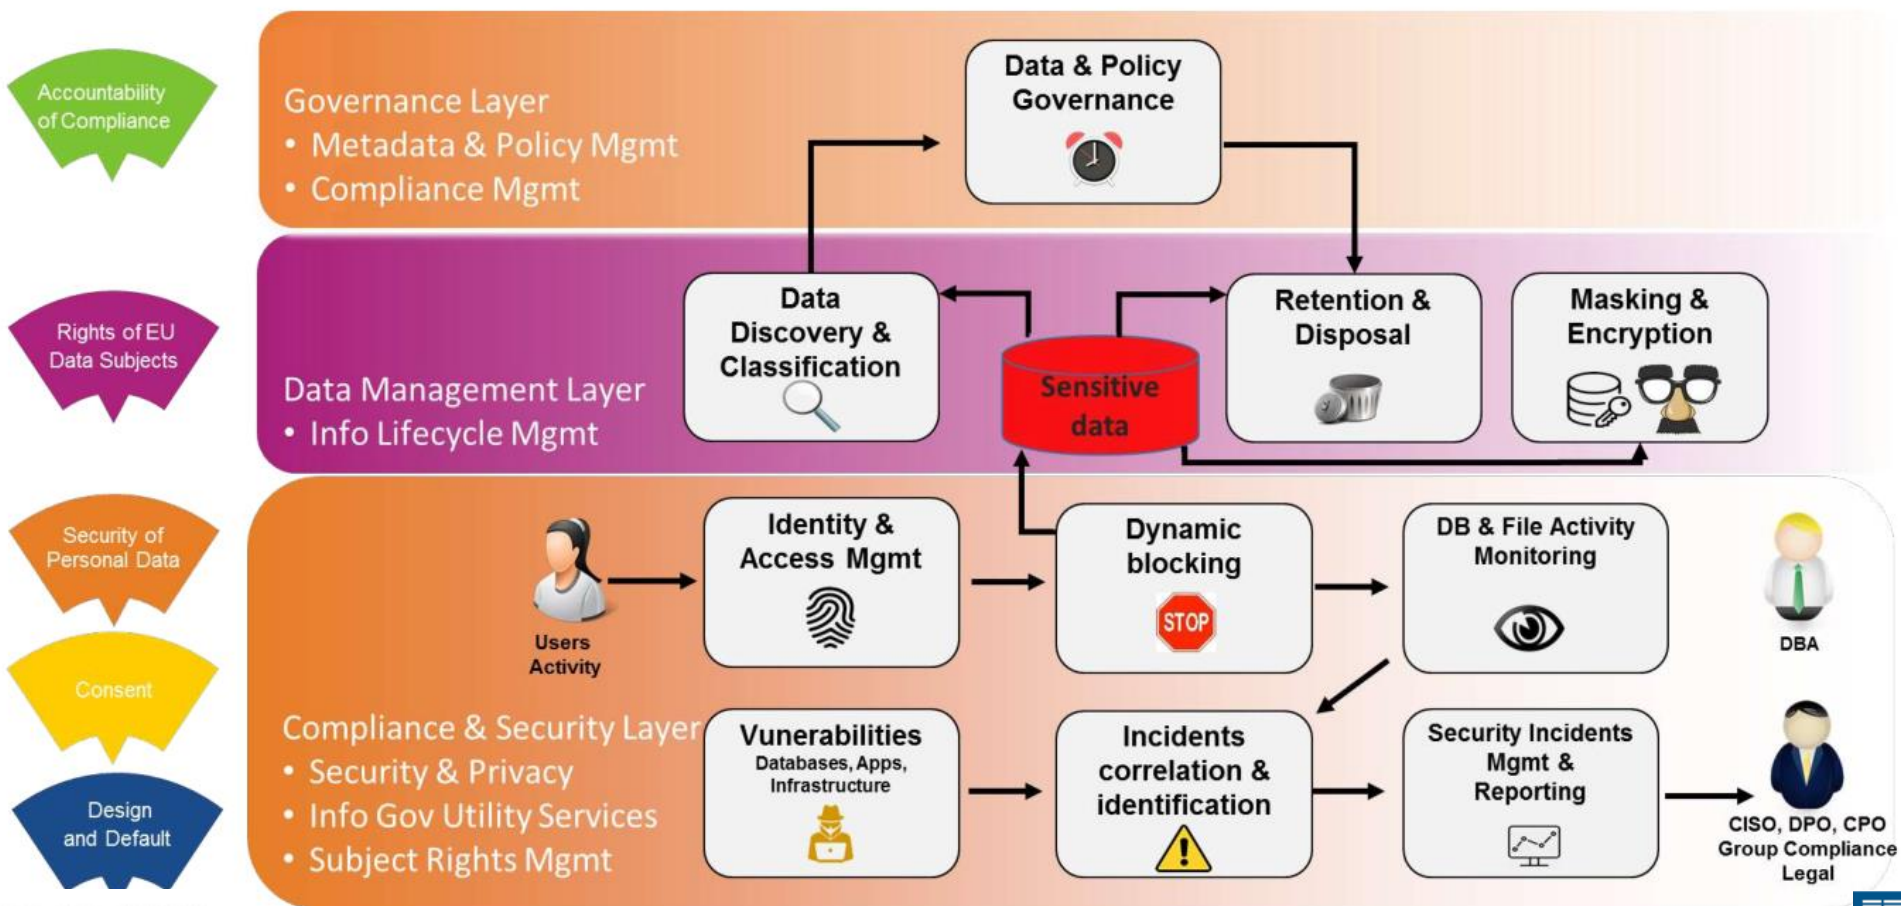 Accountability
of Compliance
Governance Layer
• Metadata & Policy Mgmt
• Compliance Mgmt
Data & Policy
Governance
Rights of EU
Data Subjects
Data Management Layer
• Info Lifecycle Mgmt
Data
Discovery &
Classification
Sensitive
data
Retention &
Disposal
Masking &
Encryption
Security of
Personal Data
Consent
Design
and Default
Users
Activity
Identity &
Access Mgmt
Dynamic
blocking
STOP
DB & File Activity
Monitoring
DBA
Compliance & Security Layer
• Security & Privacy
• Info Gov Utility Services
• Subject Rights Mgmt
Vunerabilities
Databases, Apps,
Infrastructure
Incidents
correlation &
identification
Security Incidents
Mgmt &
Reporting
CISO, DPO, CPO
Group Compliance
Legal